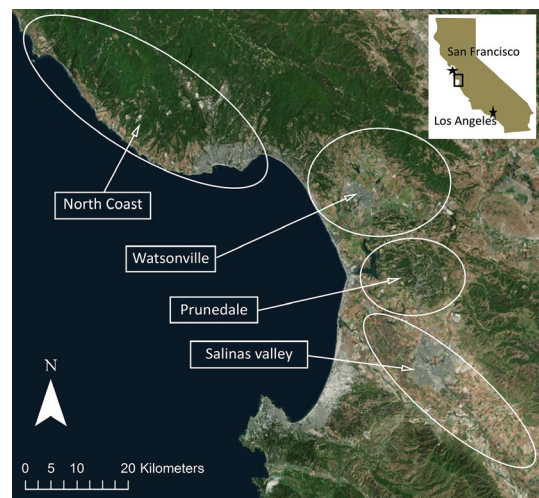 San Francisco
Los Angeles
North Coast
Watsonville
Prunedale
Salinas valley
N
0 5 10 20 Kilometers